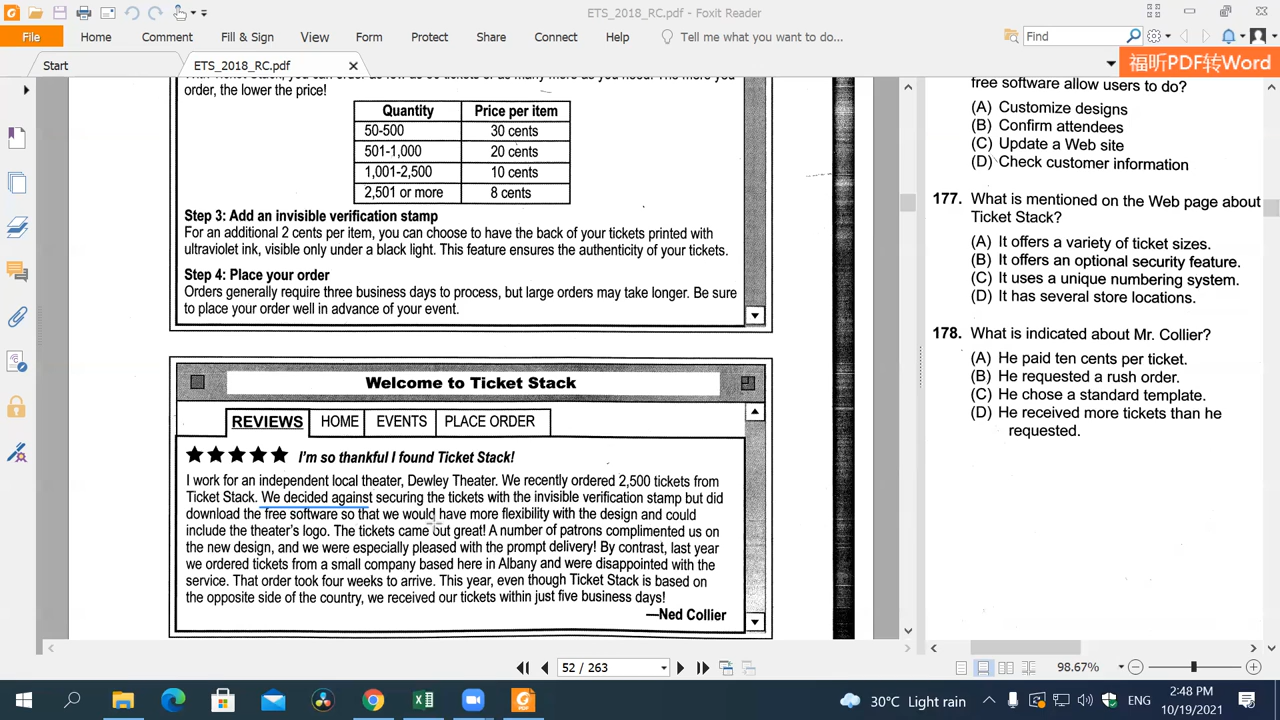 ETS_2018_RC.pdf - Foxit Reader
File Home Comment Fill & Sign View Form Protect Share Connect Help Tell me what you want to do... Find
Start ETS_2018_RC.pdf
福昕PDF转Word
order, the lower the price!
Quantity Price per item
50-500 30 cents
501-1,000 20 cents
1,001-2,500 10 cents
2,501 or more cents
Step 3: Add an invisible verification stamp
For an additional 2 cents per item, you can choose to have the back of your tickets printed with
ultraviolet ink visible only under a black light. This feature ensures the authenticity of your tickets.
Step 4: Place your order
Orders generally require three business days to process, but large orders may take longer. Be sure
to place your order well in advance of your event.
Welcome to Ticket Stack
PLACE ORDER
I'm so thankful I found Ticket Stack!
I work for an independent local theater, Theater. We recently ordered 2,500 tickets from
Ticket Stack. We decided against the tickets with the invisible verification stamp but did
download the free software so that we could have more flexibility with the design and could
include the theater's logo. The tickets turned out great! Our patrons complimented us on
the new design, and we were especially pleased with the prompt delivery! By contrast, last year
we ordered tickets from a small company based here in Albany and were disappointed with the
service. That order took four weeks to arrive. This year, even though Ticket Stack is based on
the opposite side of the country, we received our tickets within just five business days.
—Ned Collier
free software allow users to do?
(A) Customize designs
(B) Confirm attendees
(C) Create a Web site
(D) Check customer information
177. What is mentioned on the Web page about
Ticket Stack?
(A) It has a variety of ticket sizes.
(B) It offers an optional security feature.
(C) It has a unique numbering system.
(D) It has several store locations.
178. What is indicated about Mr. Collier?
(A) He paid ten cents per ticket.
(B) He requested a rush order.
(C) He chose a standard template.
(D) He received more tickets than he
requested.
52 / 263 98.67%
30°C Light rain ENG 2:48 PM
10/19/2021